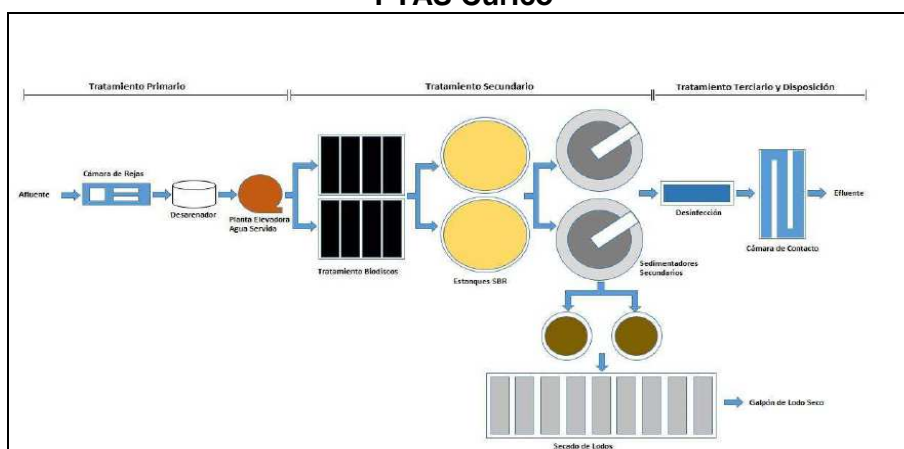 PTAS Curicó
Tratamiento Primario
Tratamiento Secundario
Tratamiento Terciario y Disposición
Cámara de Rejas
Afluente
Desarenador
Planta Elevadora
Agua Servida
Tratamiento Biodiscos
Estanques SBR
Sedimentadores
Secundarios
Desinfección
Cámara de Contacto
Efluente
Secado de Lodos
Galpón de Lodo Seco